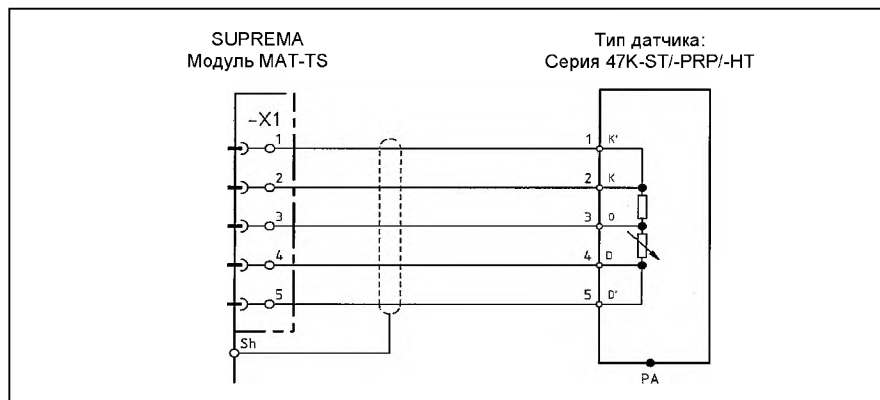 SUPREMA
Модуль MAT-TS
Тип датчика:
Серия 47K-ST/-PRP/-HT
-X1
1
1 K'
2
2 K
3
3 o
4
4 D
5
5 D'
Sh
PA